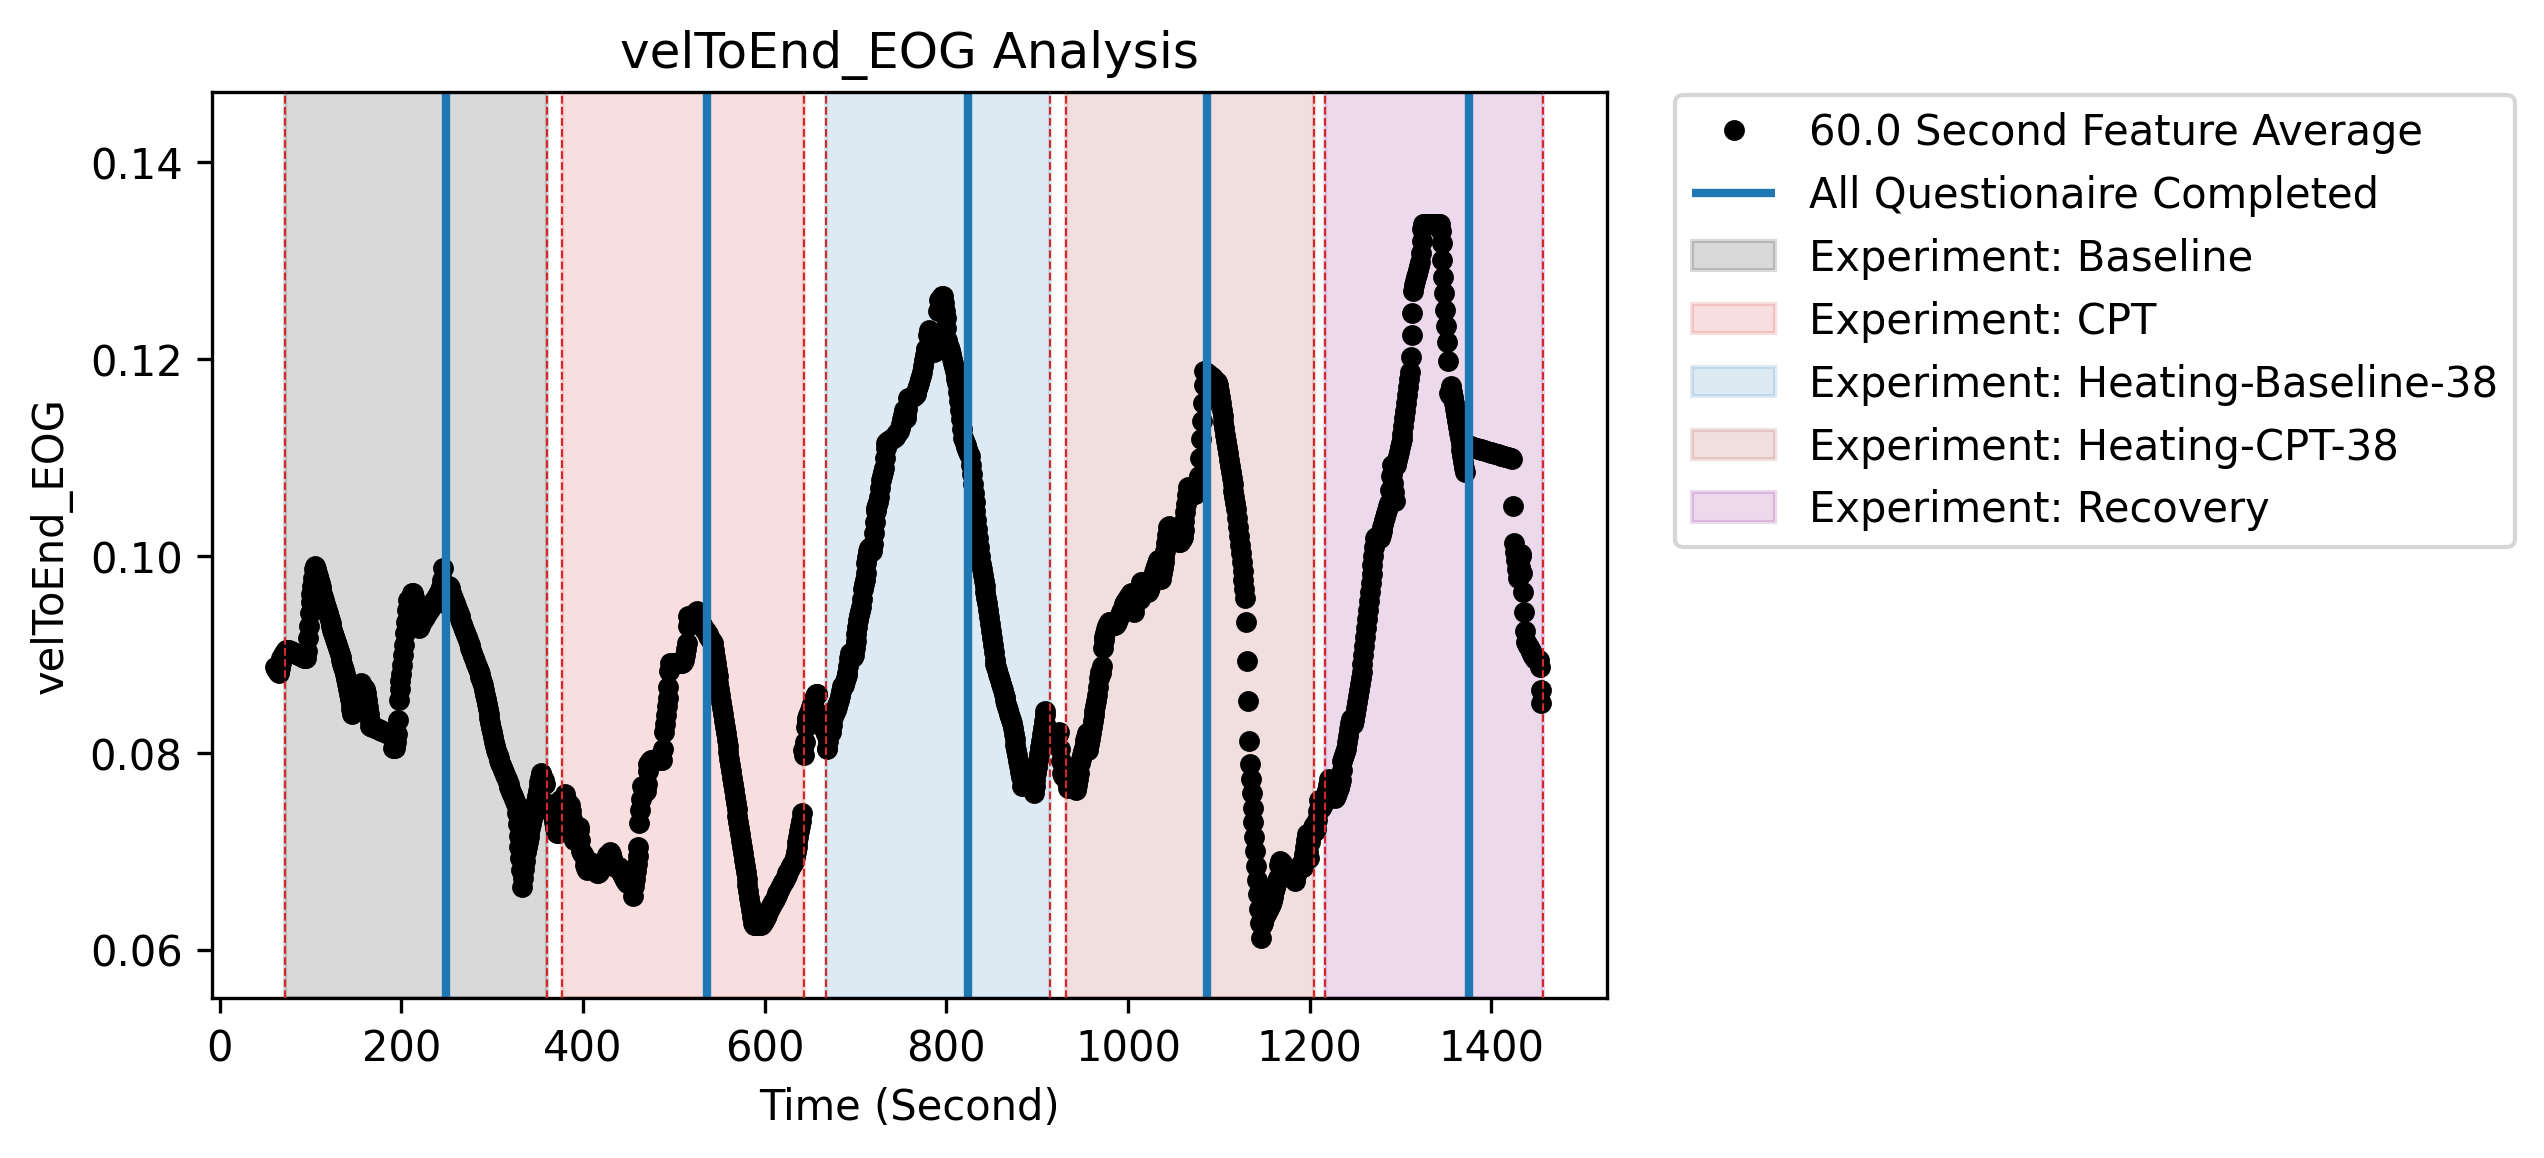 velToEnd_EOG Analysis
0.14
0.12
0.10
0.08
0.06
velToEnd_EOG
0 200 400 600 800 1000 1200 1400
Time (Second)
60.0 Second Feature Average
All Questionaire Completed
Experiment: Baseline
Experiment: CPT
Experiment: Heating-Baseline-38
Experiment: Heating-CPT-38
Experiment: Recovery